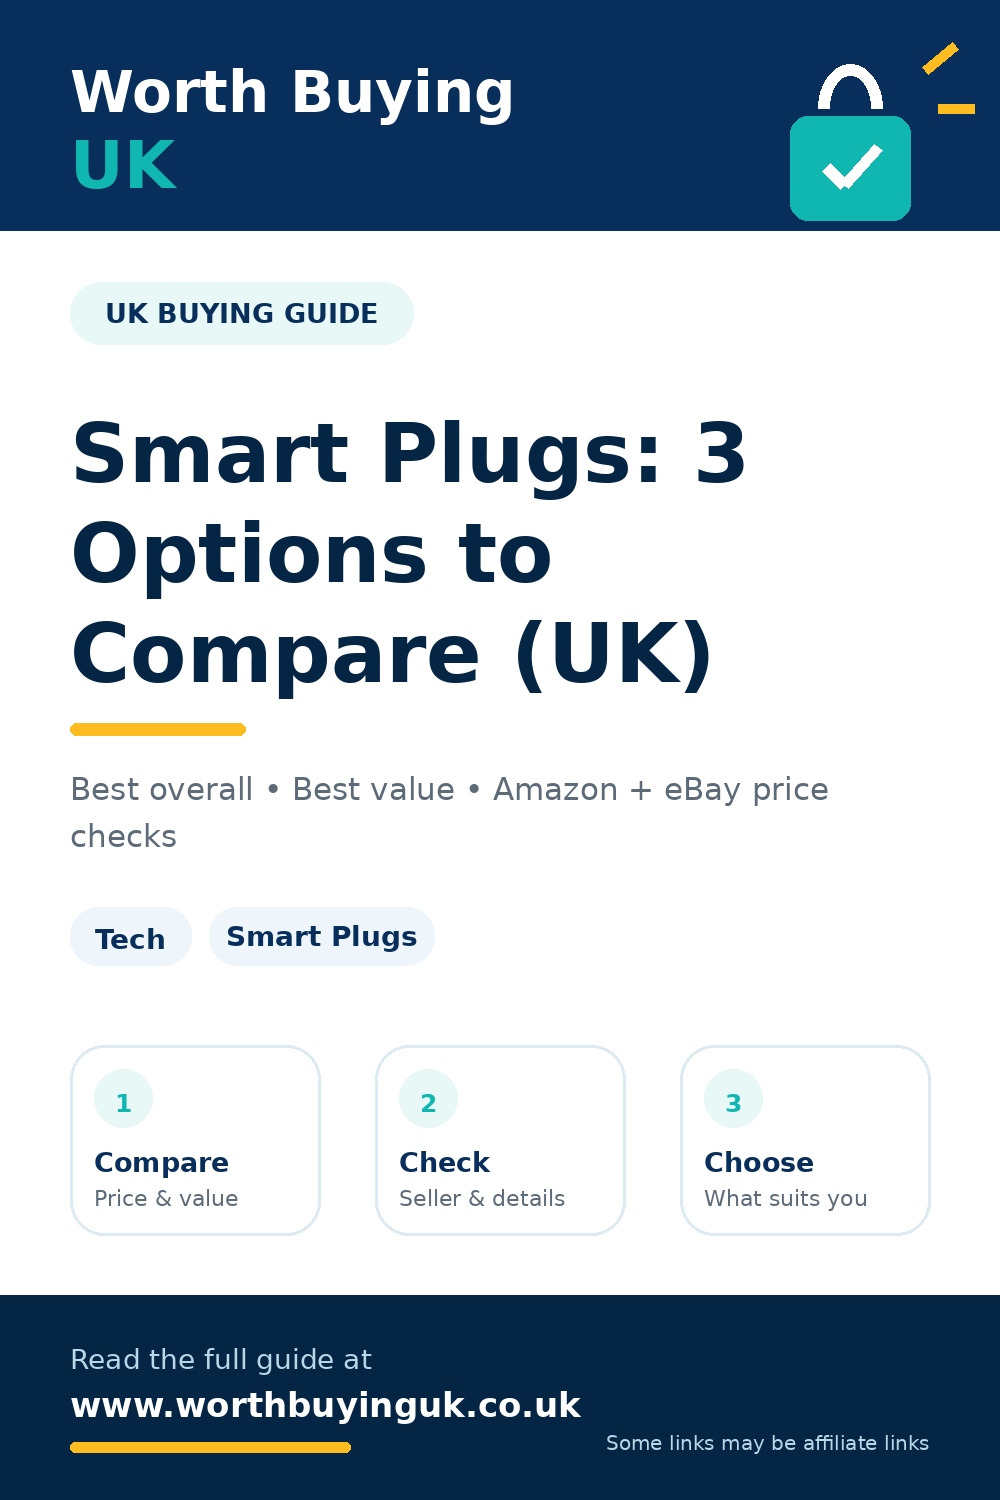 Worth Buying
UK
UK BUYING GUIDE
Smart Plugs: 3
Options to
Compare (UK)
Best overall • Best value • Amazon + eBay price
checks
Tech
Smart Plugs
1
Compare
Price & value
2
Check
Seller & details
3
Choose
What suits you
Read the full guide at
www.worthbuyinguk.co.uk
Some links may be affiliate links